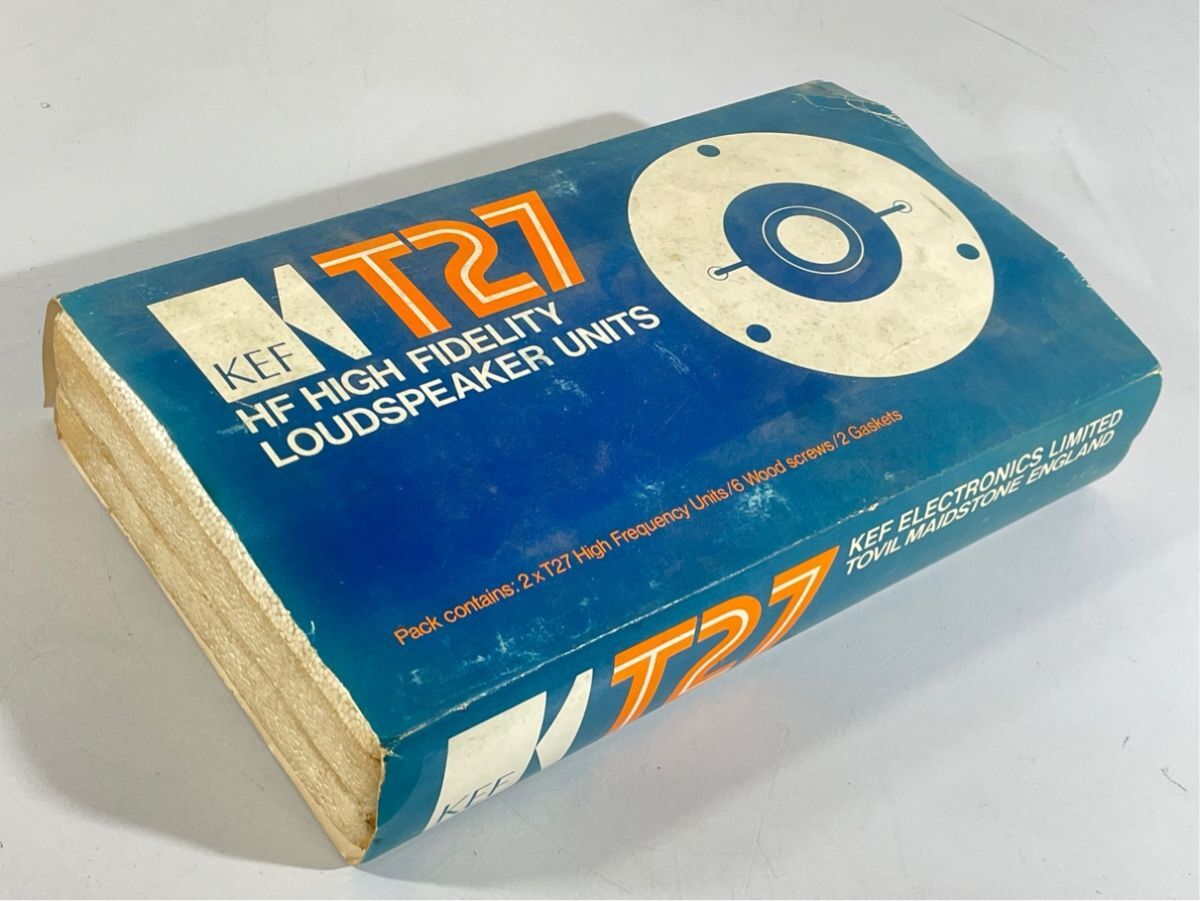 KEF
T27
HF HIGH FIDELITY
LOUDSPEAKER UNITS
Pack contains: 2 x T27 High Frequency Units/6 Wood screws/2 Gaskets
KEF
T27
KEF ELECTRONICS LIMITED
TOVIL MAIDSTONE ENGLAND